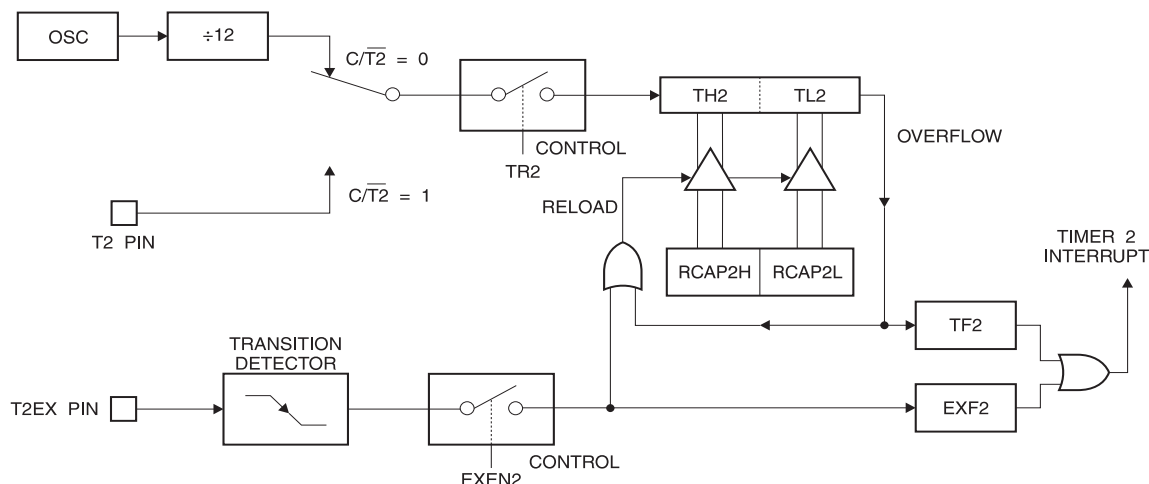 OSC
÷12
C/T2 = 0
TH2
TL2
OVERFLOW
CONTROL
TR2
C/T2 = 1
RELOAD
T2 PIN
TIMER 2
INTERRUPT
RCAP2H
RCAP2L
TF2
TRANSITION
DETECTOR
T2EX PIN
EXF2
CONTROL
EXEN2